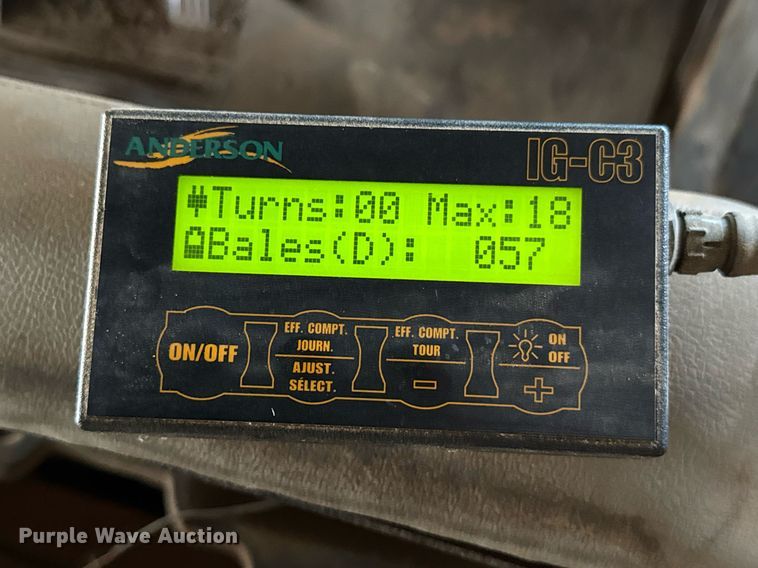 ANDERSON
IG-C3
Turns:00 Max:18
Bales(D): 057
ON/OFF
EFF. COMPT.
JOURN.
AJUST.
SÉLECT.
EFF. COMPT.
TOUR
-
ON
OFF
+
Purple Wave Auction